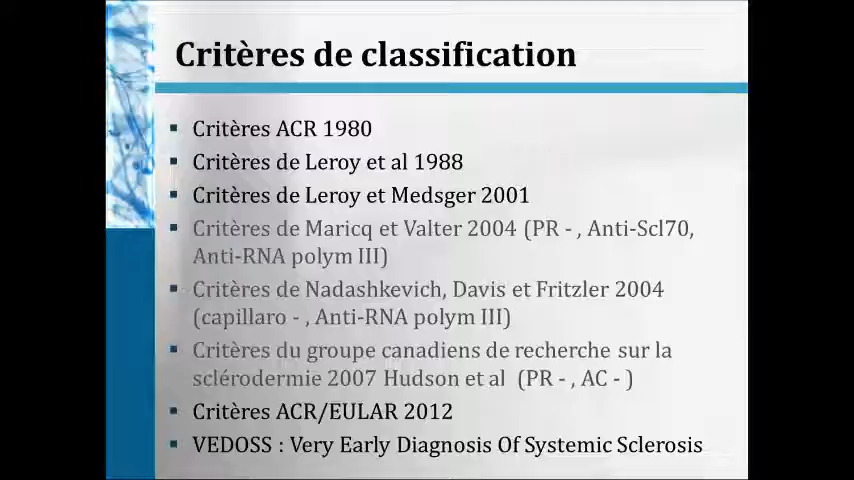 Critères de classification
▪ Critères ACR 1980
▪ Critères de Leroy et al 1988
▪ Critères de Leroy et Medsger 2001
▪ Critères de Maricq et Valter 2004 (PR - , Anti-Scl70,
Anti-RNA polym III)
▪ Critères de Nadashkevich, Davis et Fritzler 2004
(capillaro - , Anti-RNA polym III)
▪ Critères du groupe canadiens de recherche sur la
sclérodermie 2007 Hudson et al (PR - , AC - )
▪ Critères ACR/EULAR 2012
▪ VEDOSS : Very Early Diagnosis Of Systemic Sclerosis